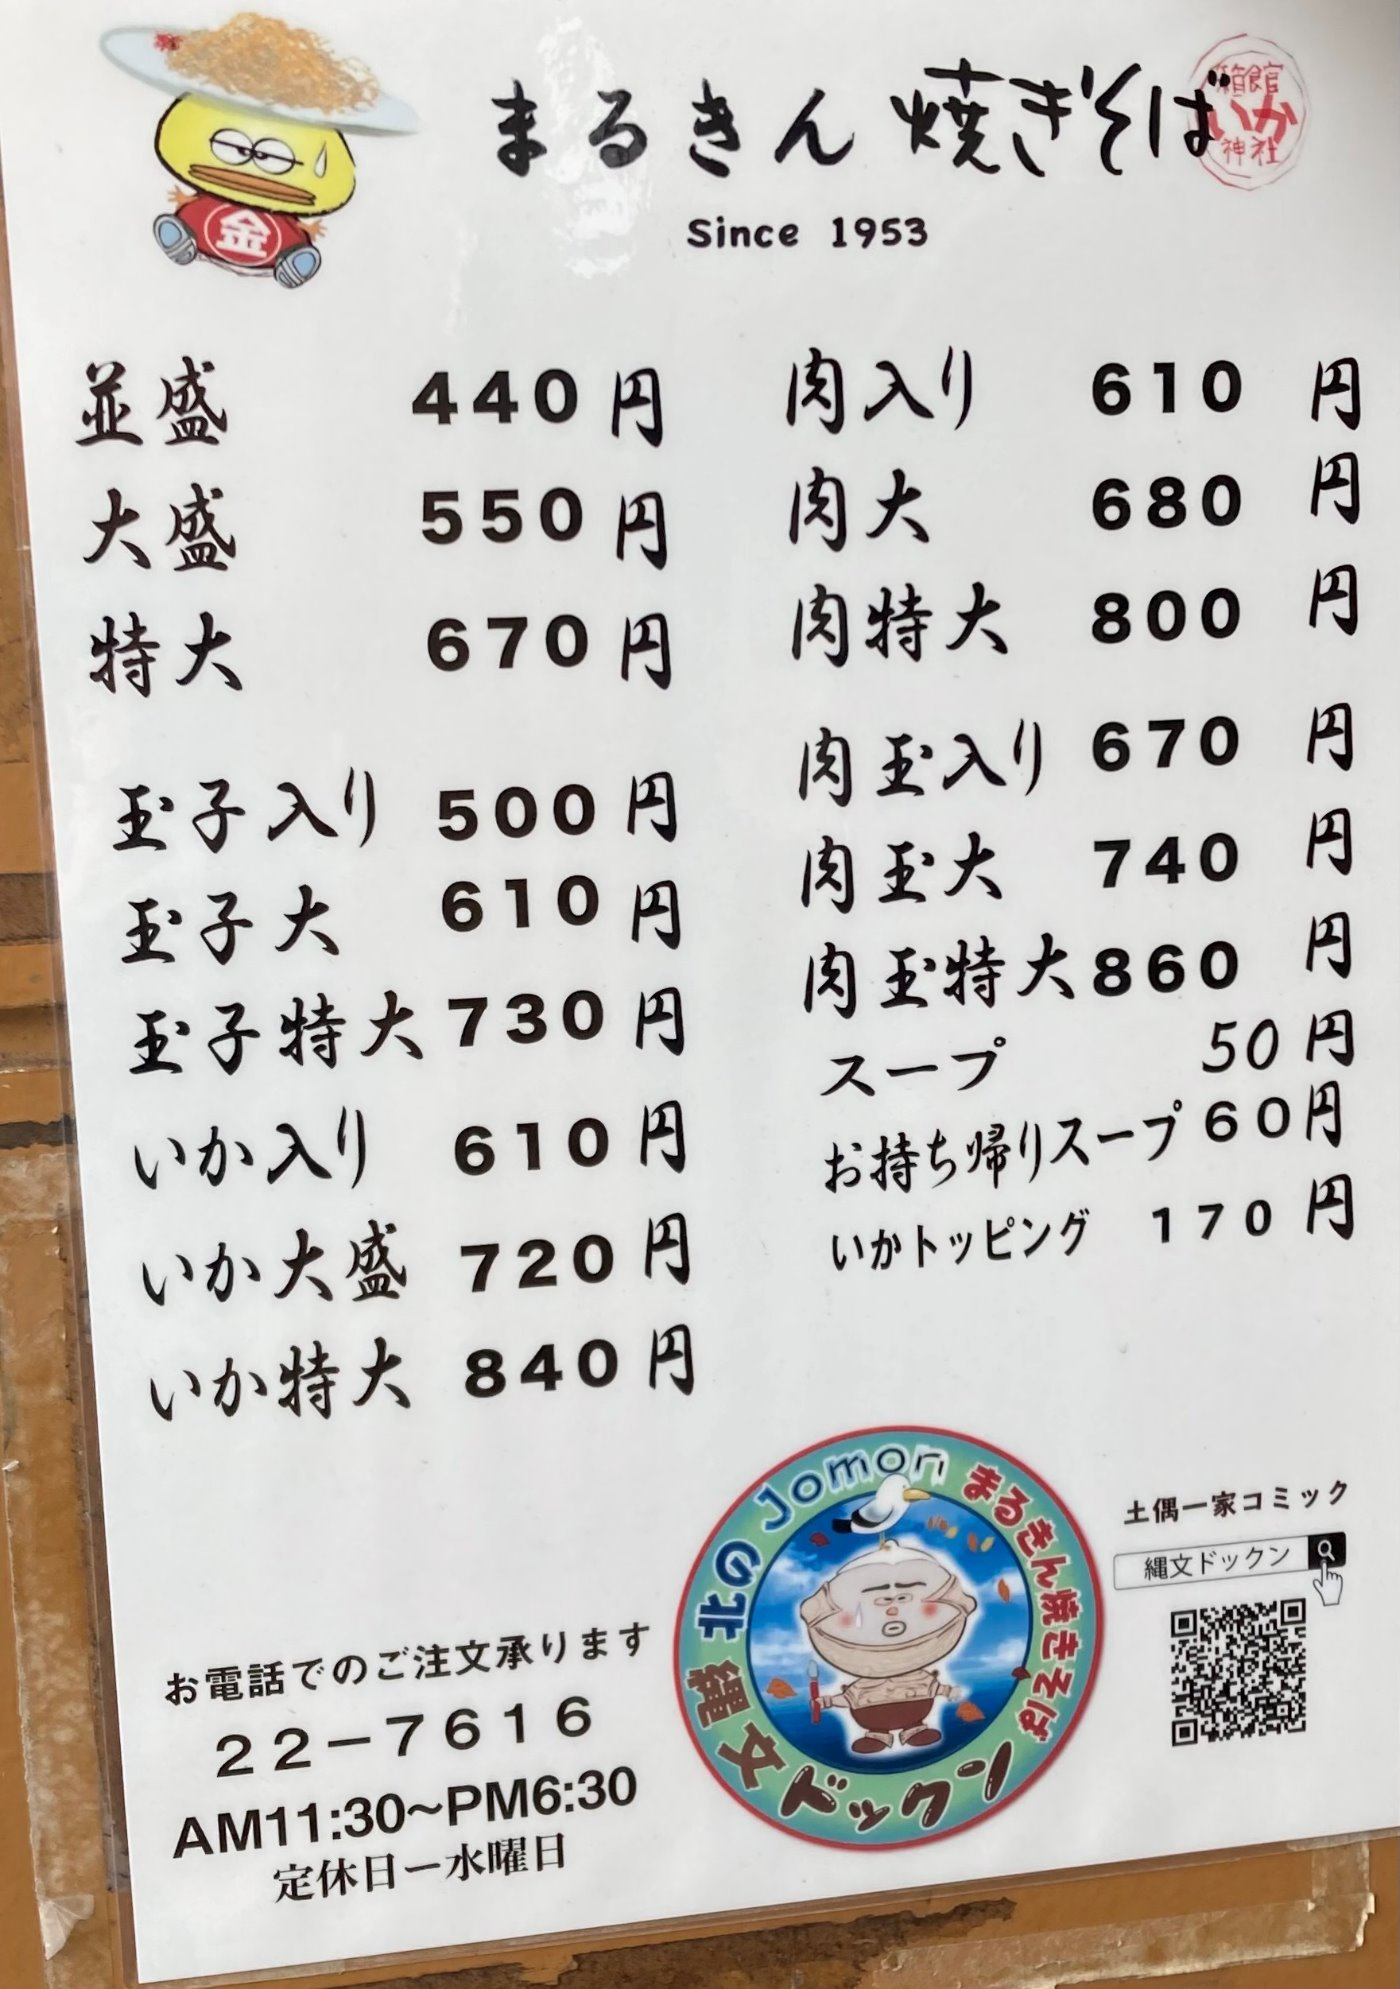 まるきん 焼きそば
箱館
いか
神社
金
Since 1953
並盛 440円
大盛 550円
特大 670円
玉子入り 500円
玉子大 610円
玉子特大 730円
いか入り 610円
いか大盛 720円
いか特大 840円
肉入り 610円
肉大 680円
肉特大 800円
肉玉入り 670円
肉玉大 740円
肉玉特大 860円
スープ 50円
お持ち帰りスープ 60円
いかトッピング 170円
お電話でのご注文承ります
22ー7616
AM11:30〜PM6:30
定休日ー水曜日
北の Jomon まるきん焼きそば
縄文ドックン
土偶一家コミック
縄文ドックン